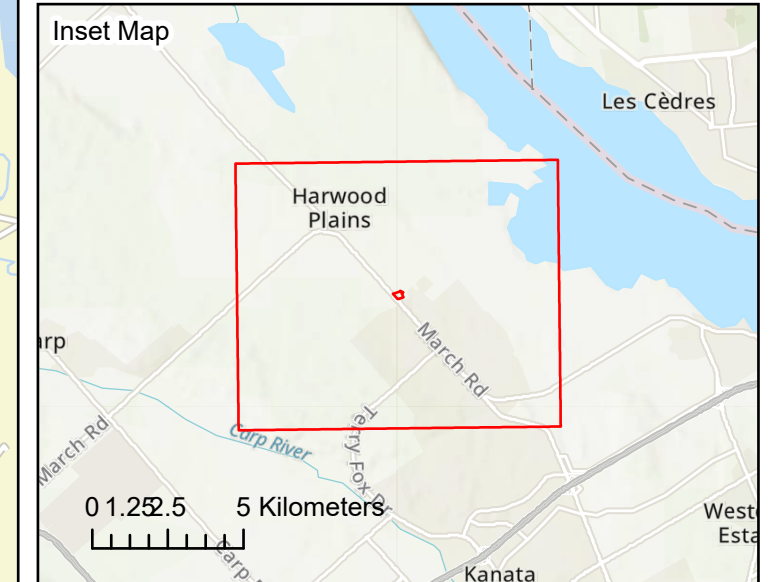 Inset Map
Les Cèdres
Harwood
Plains
arp
March Rd
March Rd
Terry Fox Dr
Carp River
0 1.25 2.5 5 Kilometers
West
Esta
Carp
Kanata